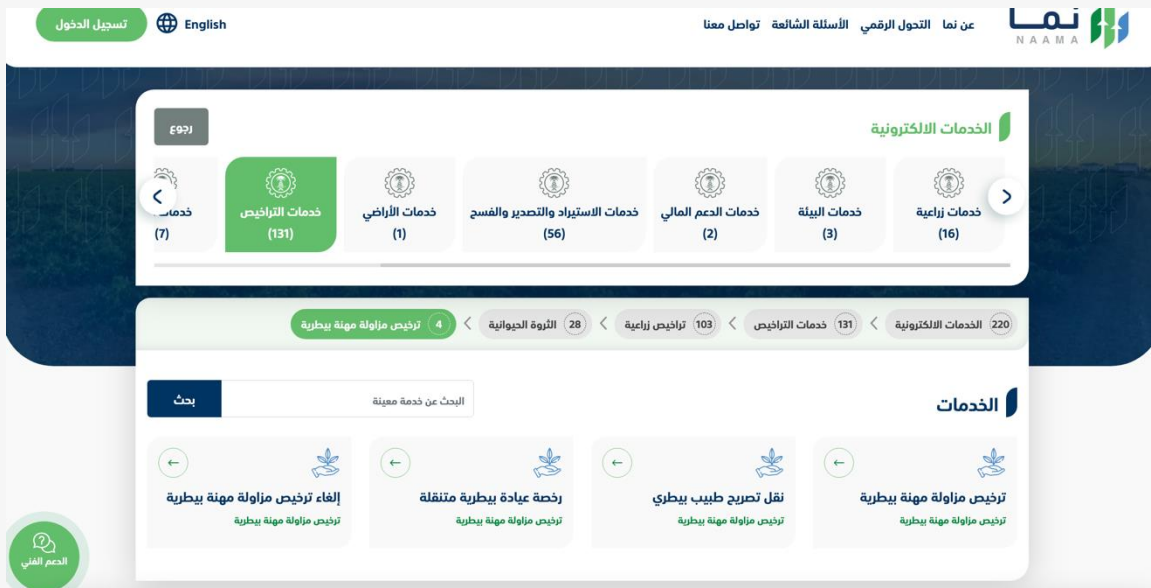 نما
NAAMA
عن نما التحول الرقمي الأسئلة الشائعة تواصل معنا
English
تسجيل الدخول
الخدمات الالكترونية
رجوع
خدمات زراعية
(16)
خدمات البيئة
(3)
خدمات الدعم المالي
(2)
خدمات الاستيراد والتصدير والفسح
(56)
خدمات الأراضي
(1)
خدمات التراخيص
(131)
(7)
220 الخدمات الالكترونية
131 خدمات التراخيص
103 تراخيص زراعية
28 الثروة الحيوانية
4 ترخيص مزاولة مهنة بيطرية
الخدمات
البحث عن خدمة معينة
بحث
ترخيص مزاولة مهنة بيطرية
ترخيص مزاولة مهنة بيطرية
نقل تصريح طبيب بيطري
ترخيص مزاولة مهنة بيطرية
رخصة عيادة بيطرية متنقلة
ترخيص مزاولة مهنة بيطرية
إلغاء ترخيص مزاولة مهنة بيطرية
ترخيص مزاولة مهنة بيطرية
الدعم الفني